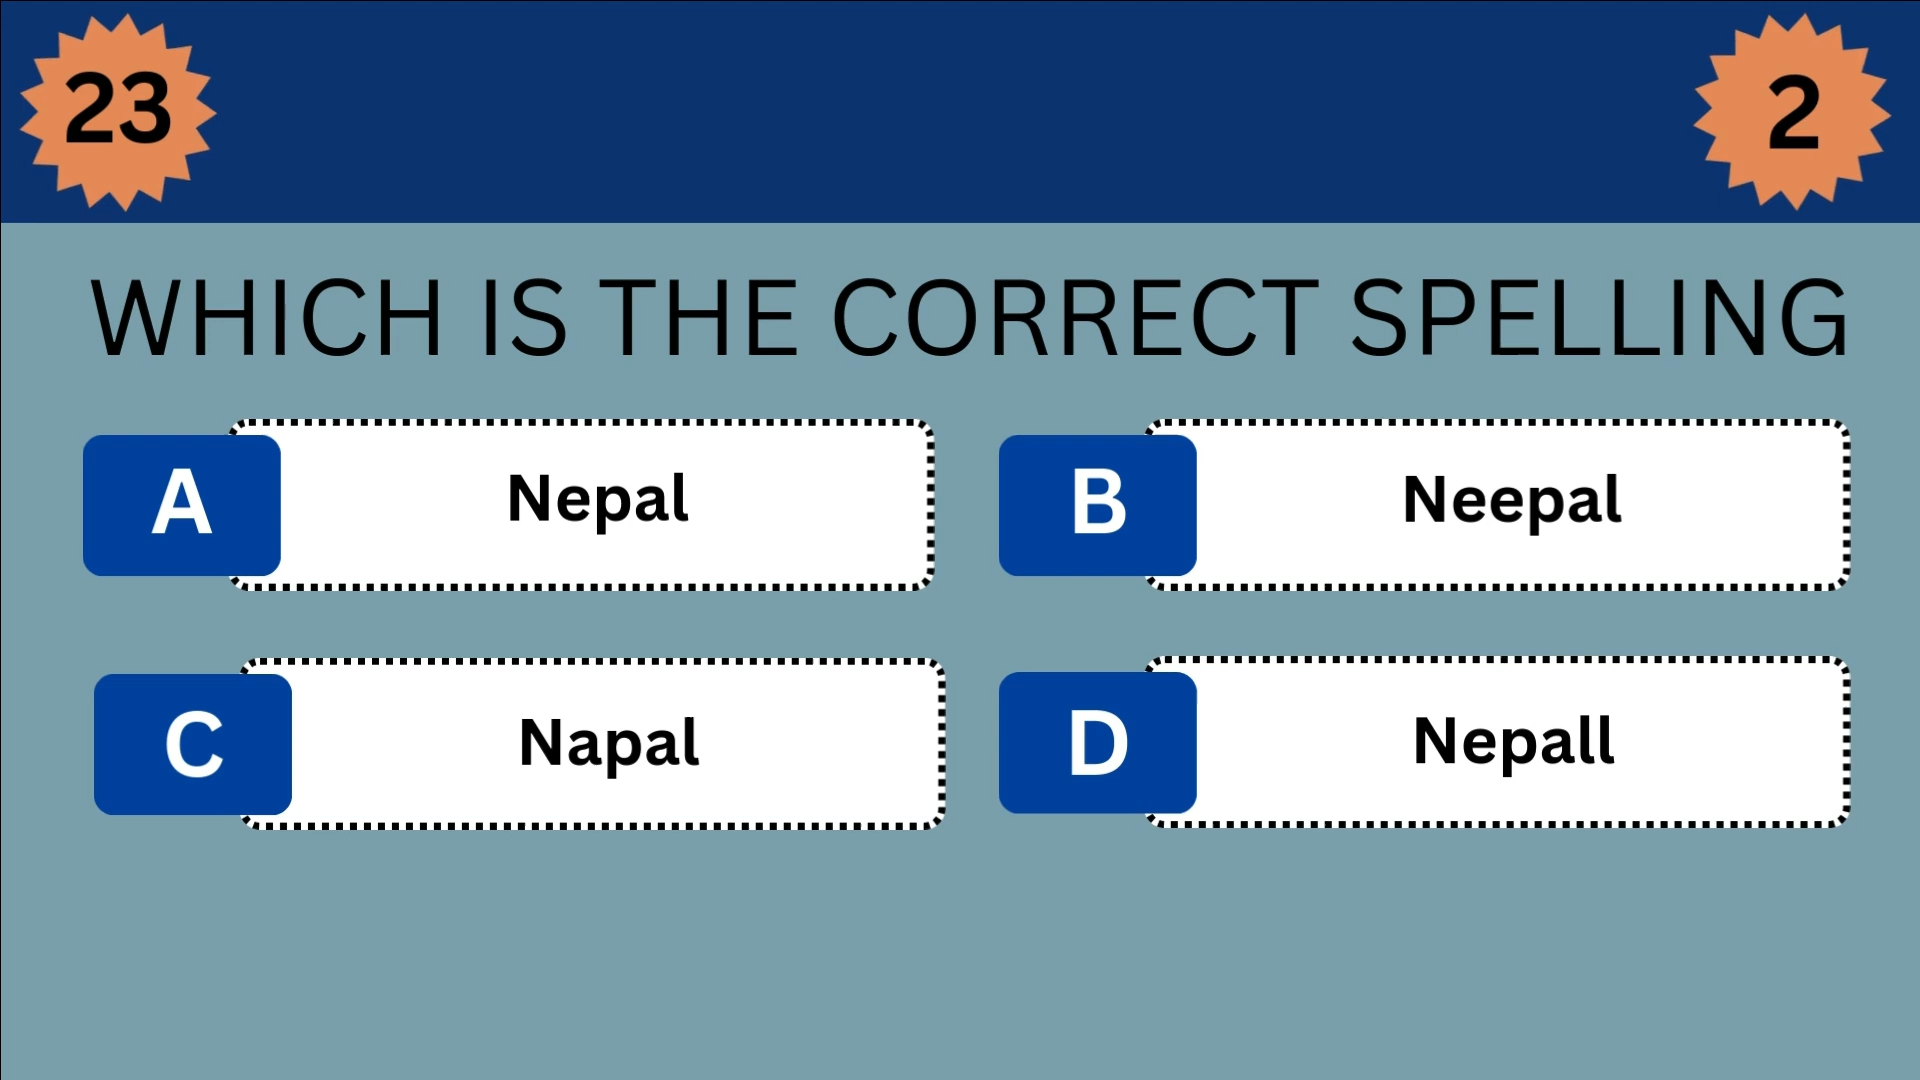 23
2
WHICH IS THE CORRECT SPELLING
A Nepal
B Neepal
C Napal
D Nepall